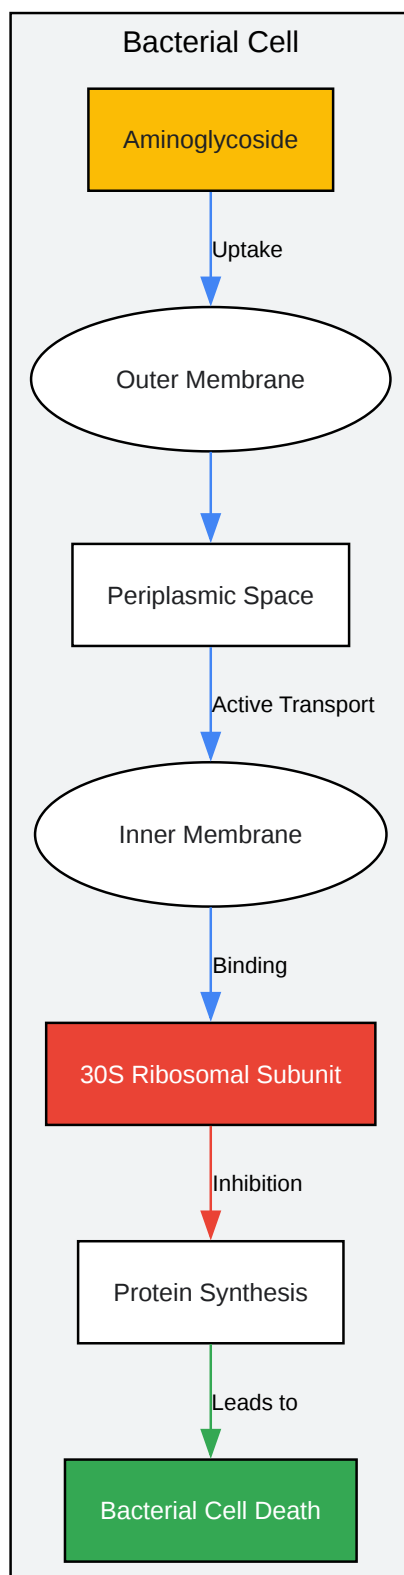 Bacterial Cell
Aminoglycoside
Uptake
Outer Membrane
Periplasmic Space
Active Transport
Inner Membrane
Binding
30S Ribosomal Subunit
Inhibition
Protein Synthesis
Leads to
Bacterial Cell Death